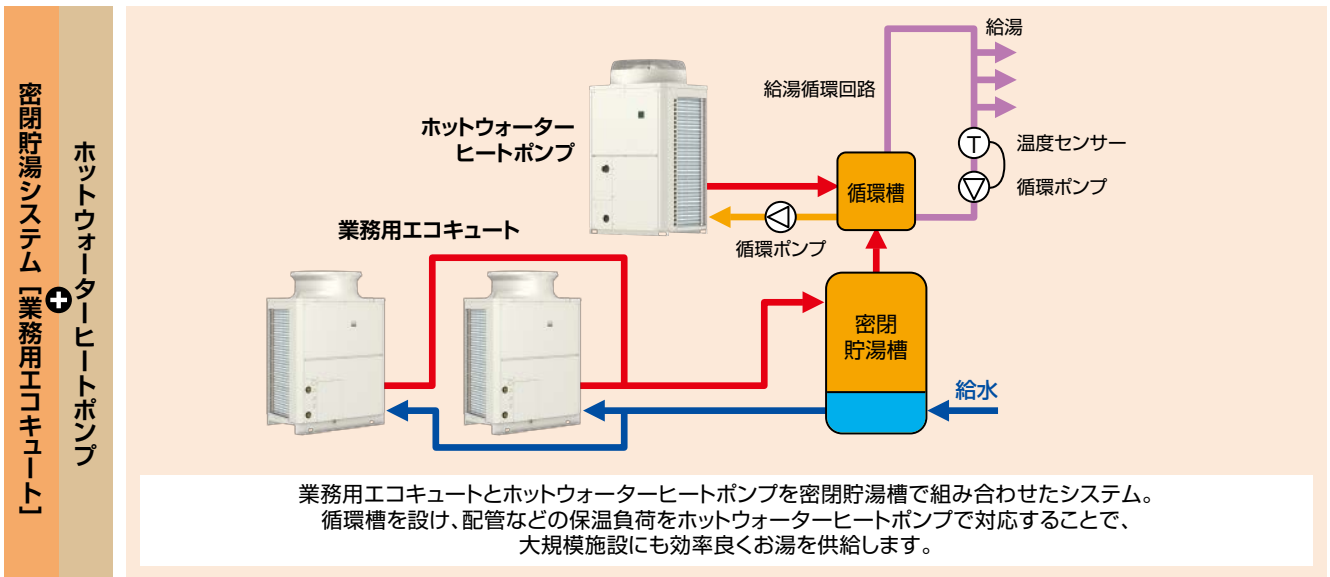 密閉貯湯システム[業務用エコキュート]
+
ホットウォーターヒートポンプ
給湯
給湯循環回路
ホットウォーター
ヒートポンプ
T
温度センサー
循環槽
循環ポンプ
業務用エコキュート
循環ポンプ
密閉
貯湯槽
給水
業務用エコキュートとホットウォーターヒートポンプを密閉貯湯槽で組み合わせたシステム。
循環槽を設け、配管などの保温負荷をホットウォーターヒートポンプで対応することで、
大規模施設にも効率良くお湯を供給します。